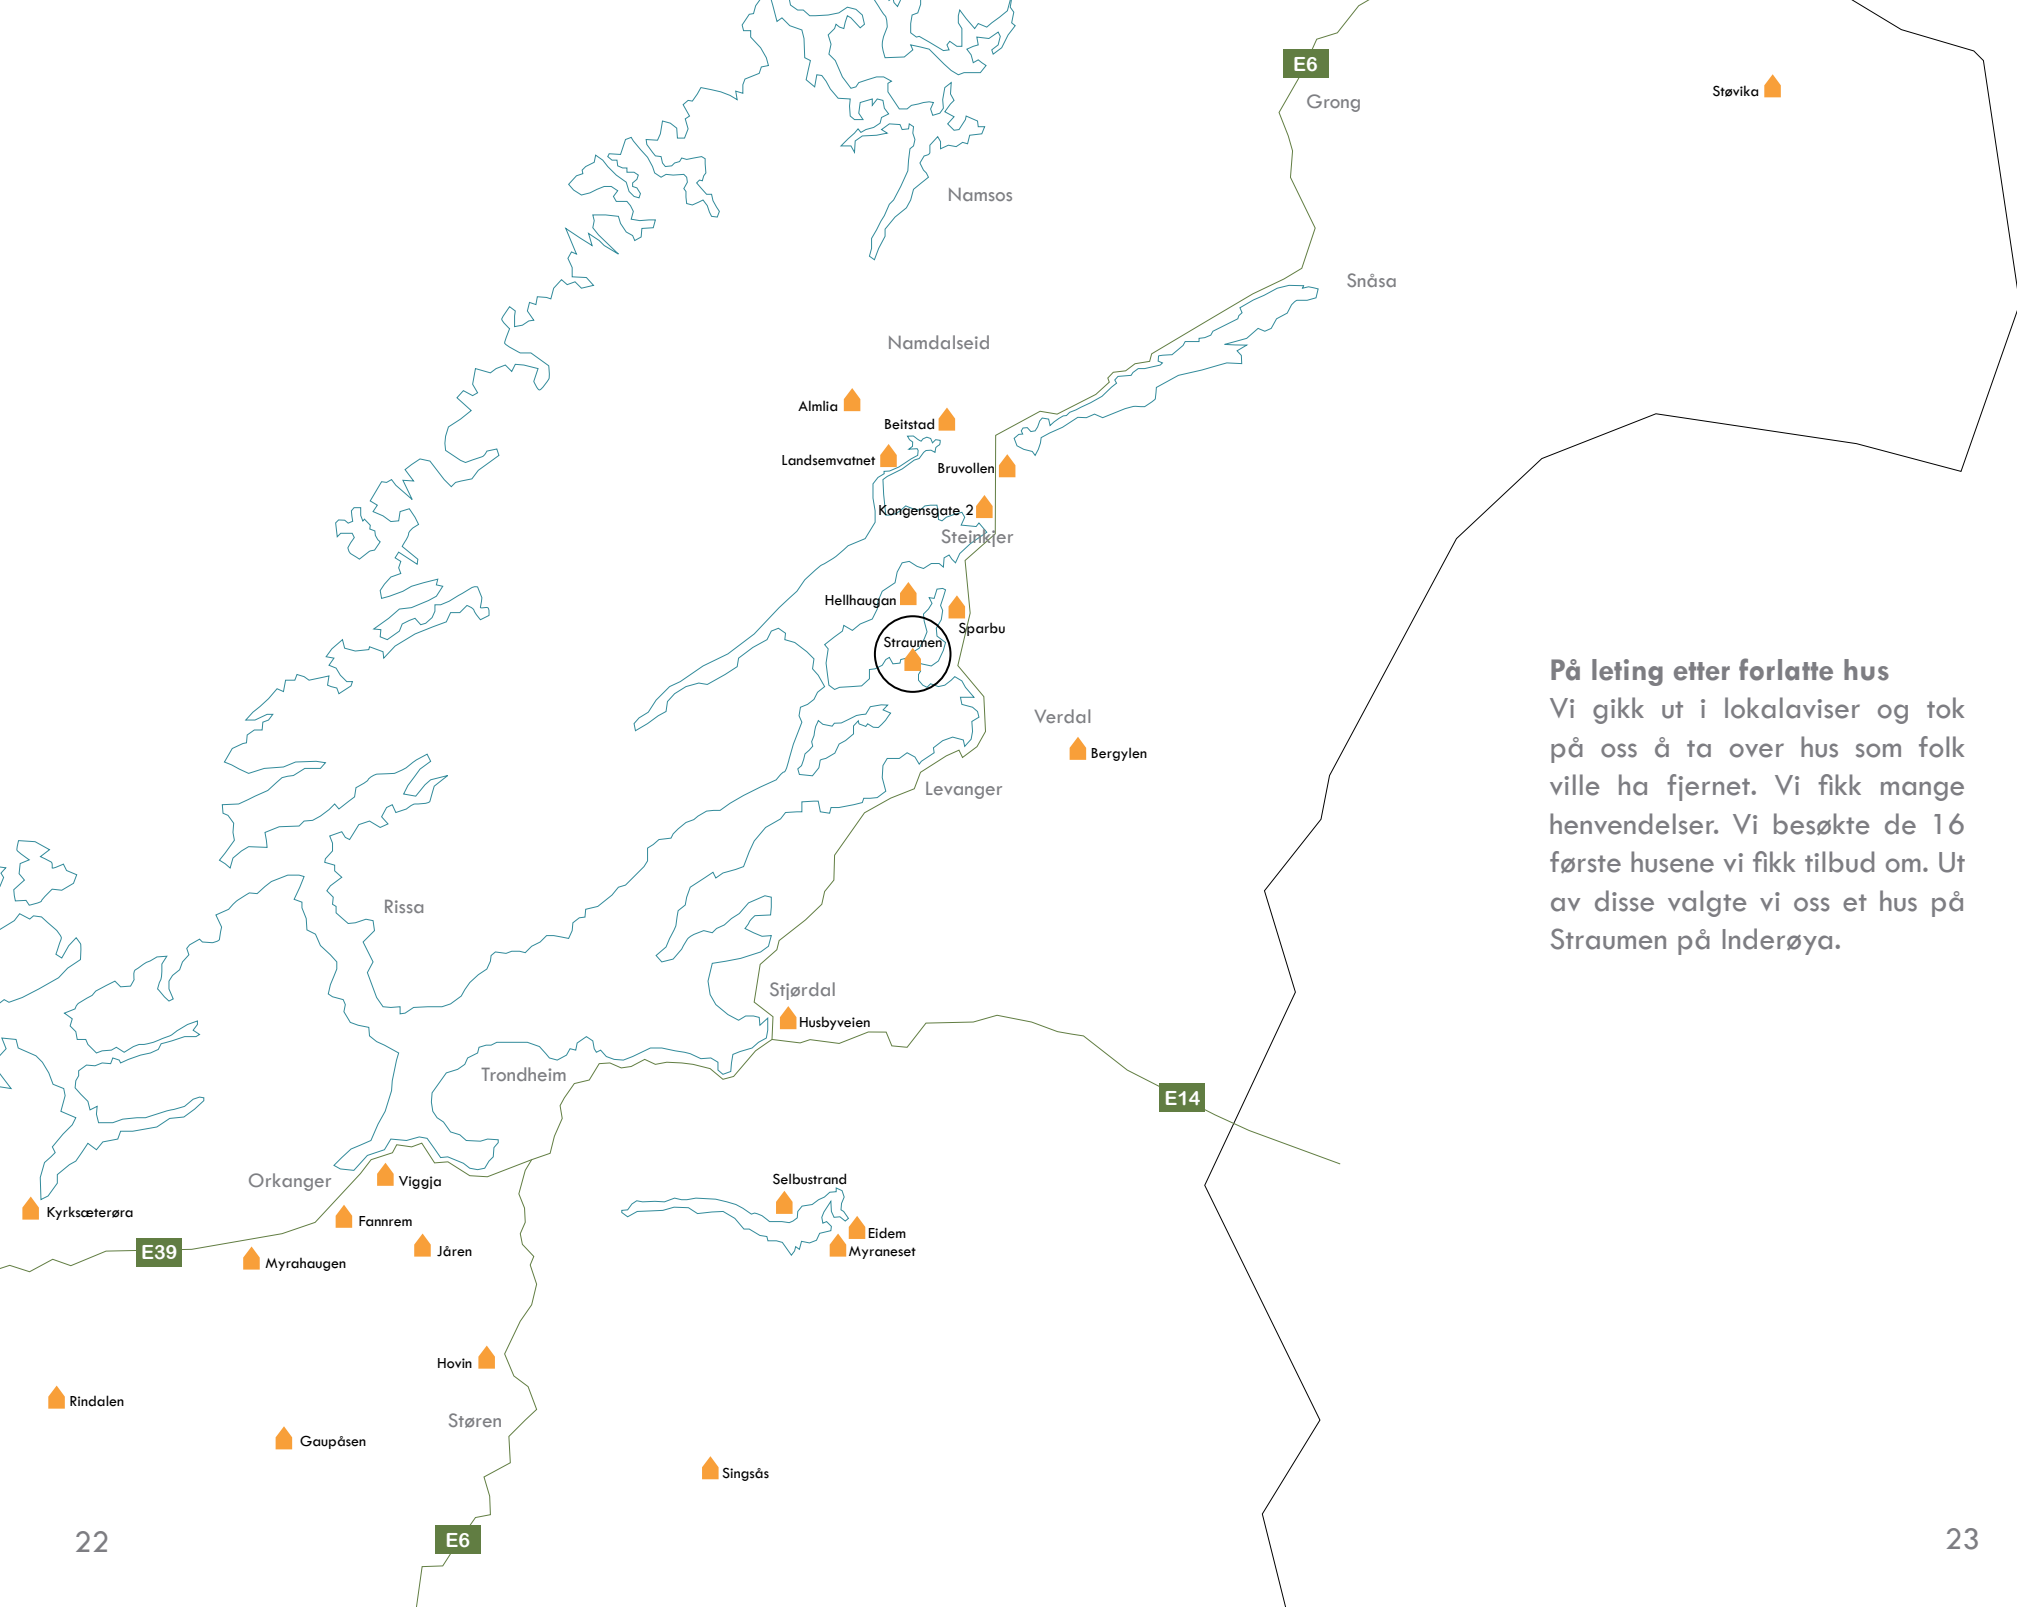 E6
Grong
Støvika
Namsos
Snåsa
Namdalseid
Almlia
Beitstad
Landsemvatnet
Bruvollen
Kongensgate 2
Steinkjer
Hellhaugan
Sparbu
Straumen
Verdal
Bergylen
Levanger
Rissa
Stjørdal
Husbyveien
Trondheim
E14
Orkanger
Viggja
Selbustrand
Kyrksæterøra
Fannrem
Eidem
E39
Jåren
Myraneset
Myrahaugen
Hovin
Rindalen
Støren
Gaupåsen
Singsås
E6
På leting etter forlatte hus
Vi gikk ut i lokalaviser og tok
på oss å ta over hus som folk
ville ha fjernet. Vi fikk mange
henvendelser. Vi besøkte de 16
første husene vi fikk tilbud om. Ut
av disse valgte vi oss et hus på
Straumen på Inderøya.
22
23